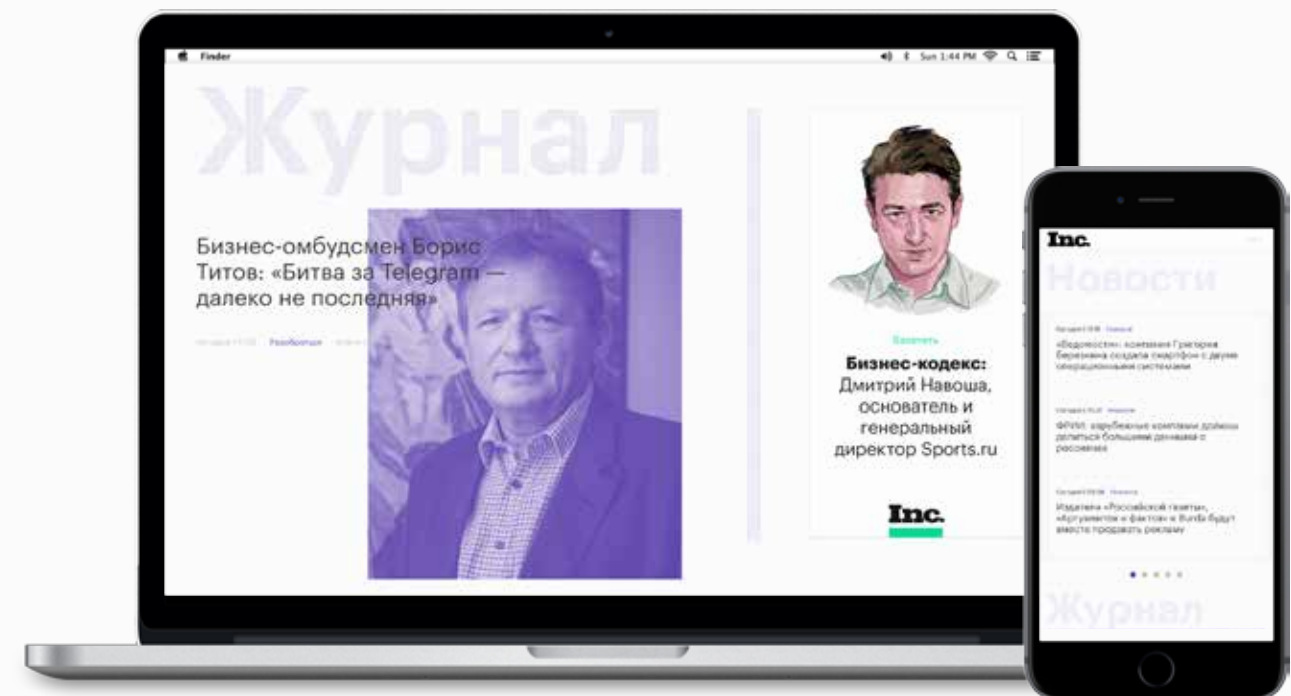 Finder
Sun 1:44 PM
Журнал
Бизнес-омбудсмен Борис
Титов: «Битва за Telegram —
далеко не последняя»
Разобраться
Бизнес-кодекс:
Дмитрий Навоша,
основатель и
генеральный
директор Sports.ru
Inc.
Inc.
Новости
«Ведомости»: компания Григория
Березкина создала смартфон с двумя
операционными системами
ФРИИ: зарубежные компании должны
делиться большими данными с
россиянами
Издатели «Российской газеты»,
«Аргументов и фактов» и Burda будут
вместе продавать рекламу
Журнал